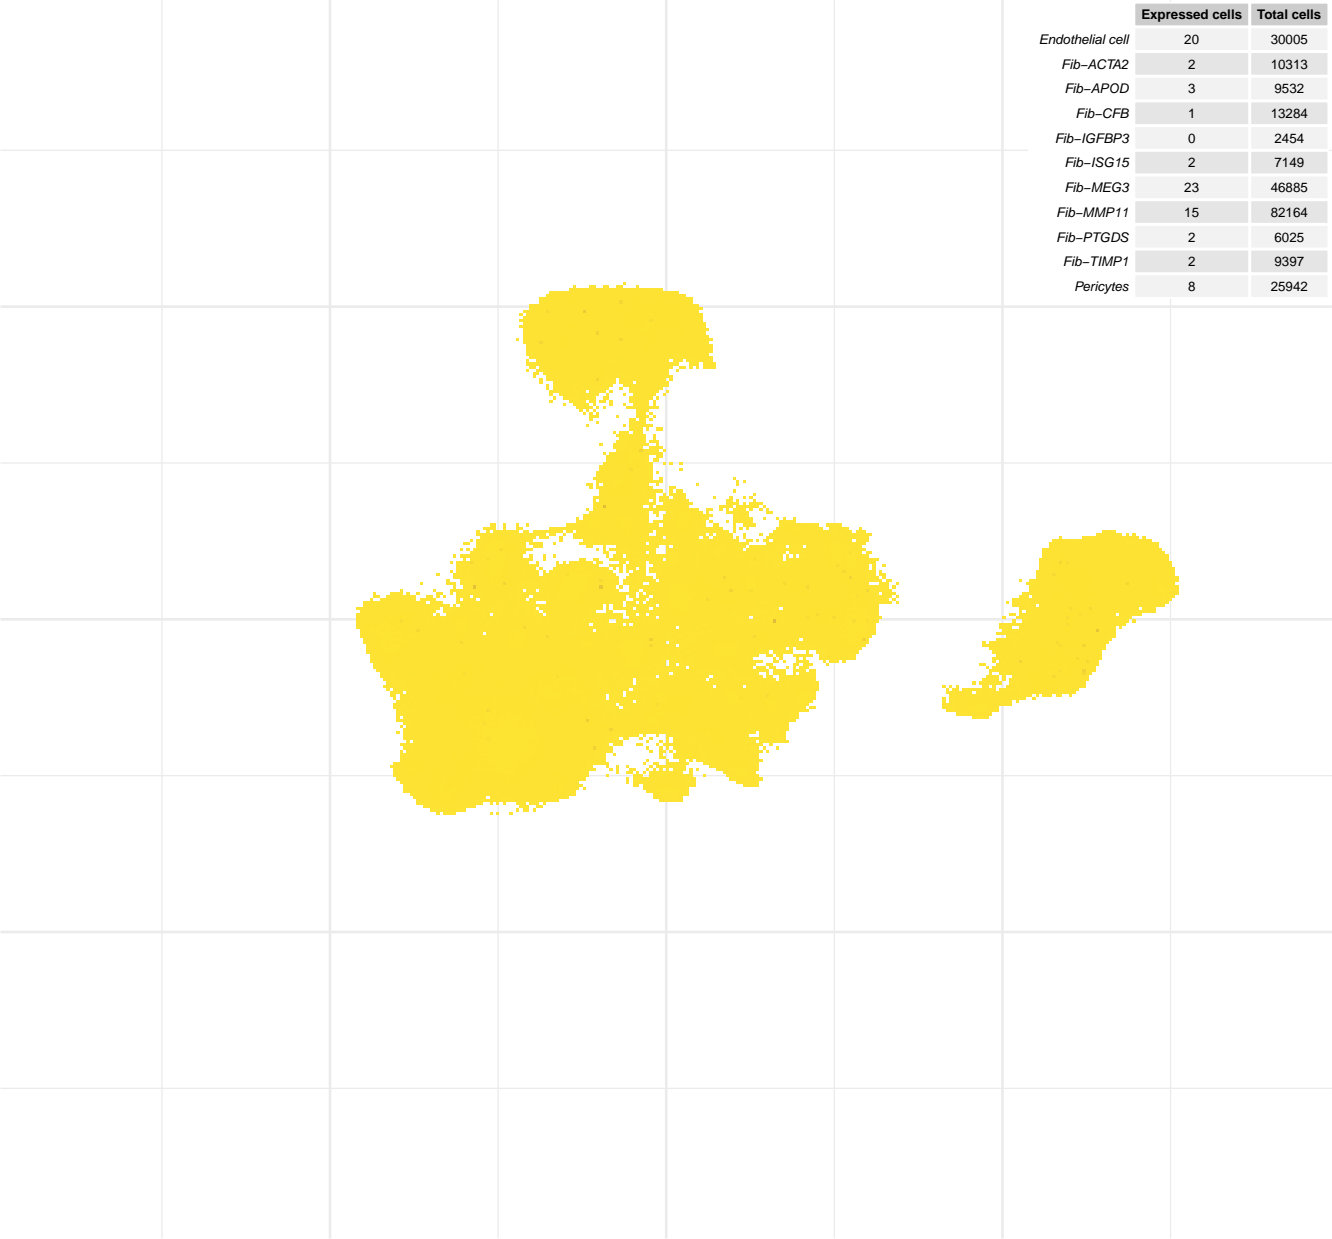 Expressed cells Total cells
Endothelial cell 20 30005
Fib−ACTA2 2 10313
Fib−APOD 3 9532
Fib−CFB 1 13284
Fib−IGFBP3 0 2454
Fib−ISG15 2 7149
Fib−MEG3 23 46885
Fib−MMP11 15 82164
Fib−PTGDS 2 6025
Fib−TIMP1 2 9397
Pericytes 8 25942